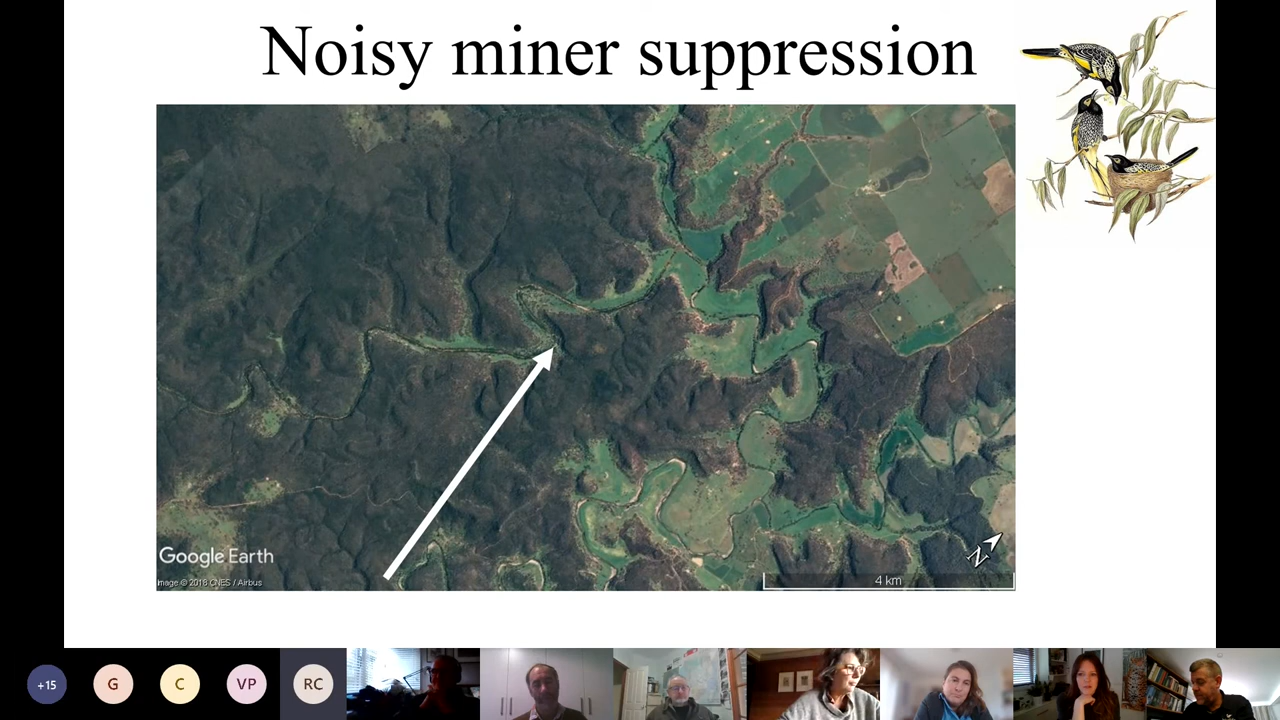 Noisy miner suppression
Google Earth
Image © 2018 CNES / Airbus
N
4 km
+15
G
C
VP
RC